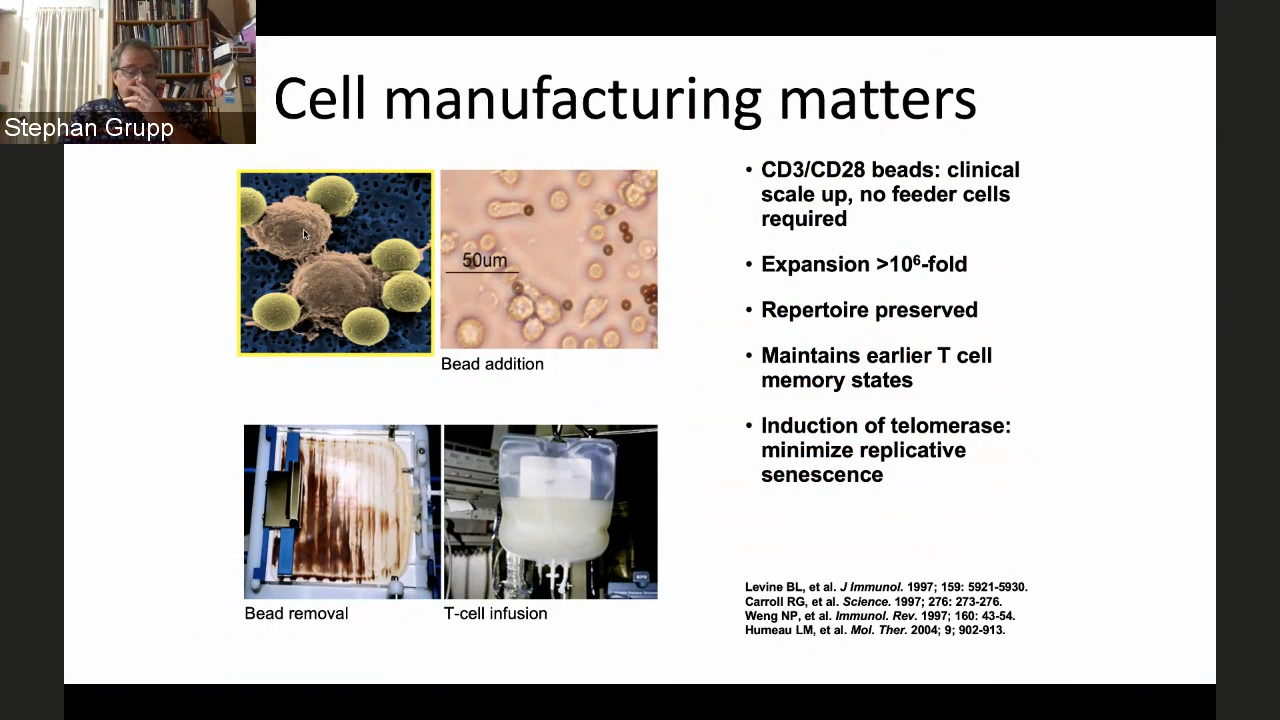 Stephan Grupp
Cell manufacturing matters
50um
Bead addition
Bead removal
T-cell infusion
• CD3/CD28 beads: clinical
scale up, no feeder cells
required
• Expansion >10⁶-fold
• Repertoire preserved
• Maintains earlier T cell
memory states
• Induction of telomerase:
minimize replicative
senescence
Levine BL, et al. J Immunol. 1997; 159: 5921-5930.
Carroll RG, et al. Science. 1997; 276: 273-276.
Weng NP, et al. Immunol. Rev. 1997; 160: 43-54.
Humeau LM, et al. Mol. Ther. 2004; 9; 902-913.